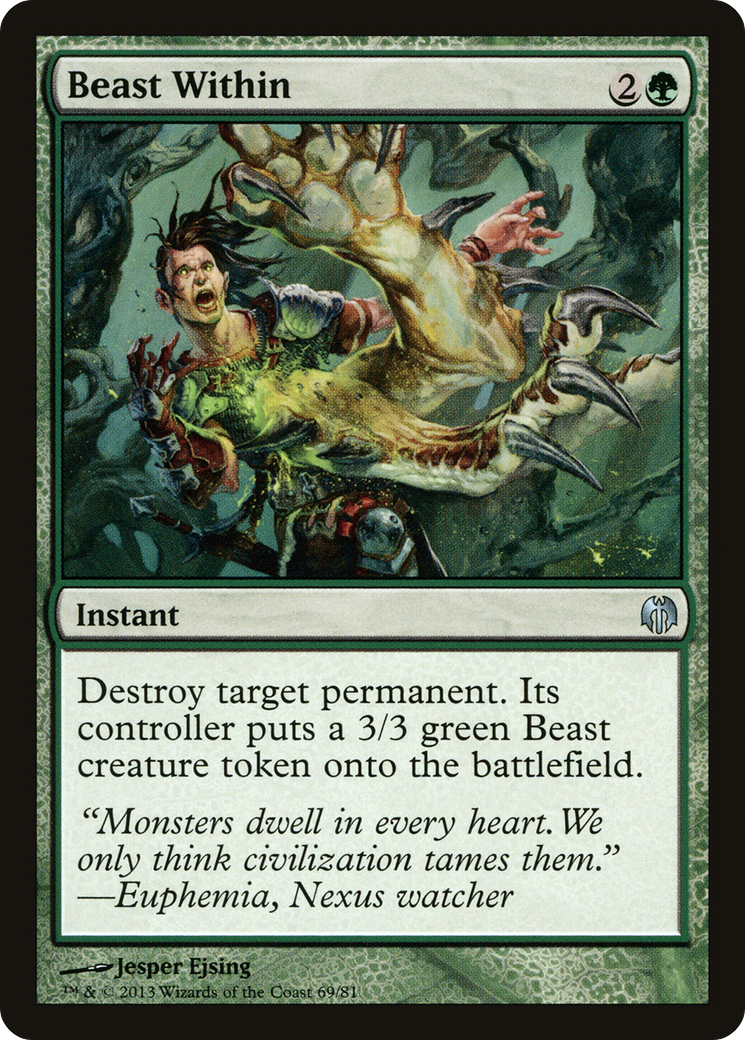 Beast Within 2
Instant
Destroy target permanent. Its
controller puts a 3/3 green Beast
creature token onto the battlefield.
“Monsters dwell in every heart. We
only think civilization tames them.”
—Euphemia, Nexus watcher
Jesper Ejsing
™ & © 2013 Wizards of the Coast 69/81